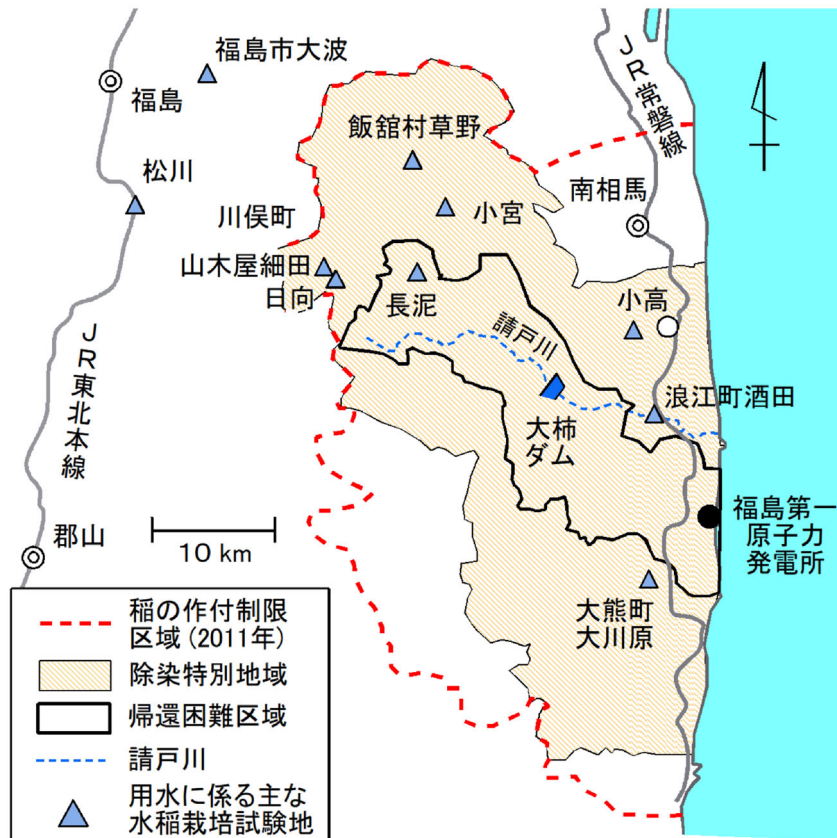 福島市大波
福島
松川
飯舘村草野
小宮
川俣町
山木屋細田
日向
長泥
JR常磐線
南相馬
小高
請戸川
浪江町酒田
大柿
ダム
福島第一
原子力
発電所
大熊町
大川原
JR東北本線
郡山
10 km
稲の作付制限
区域(2011年)
除染特別地域
帰還困難区域
請戸川
用水に係る主な
水稲栽培試験地